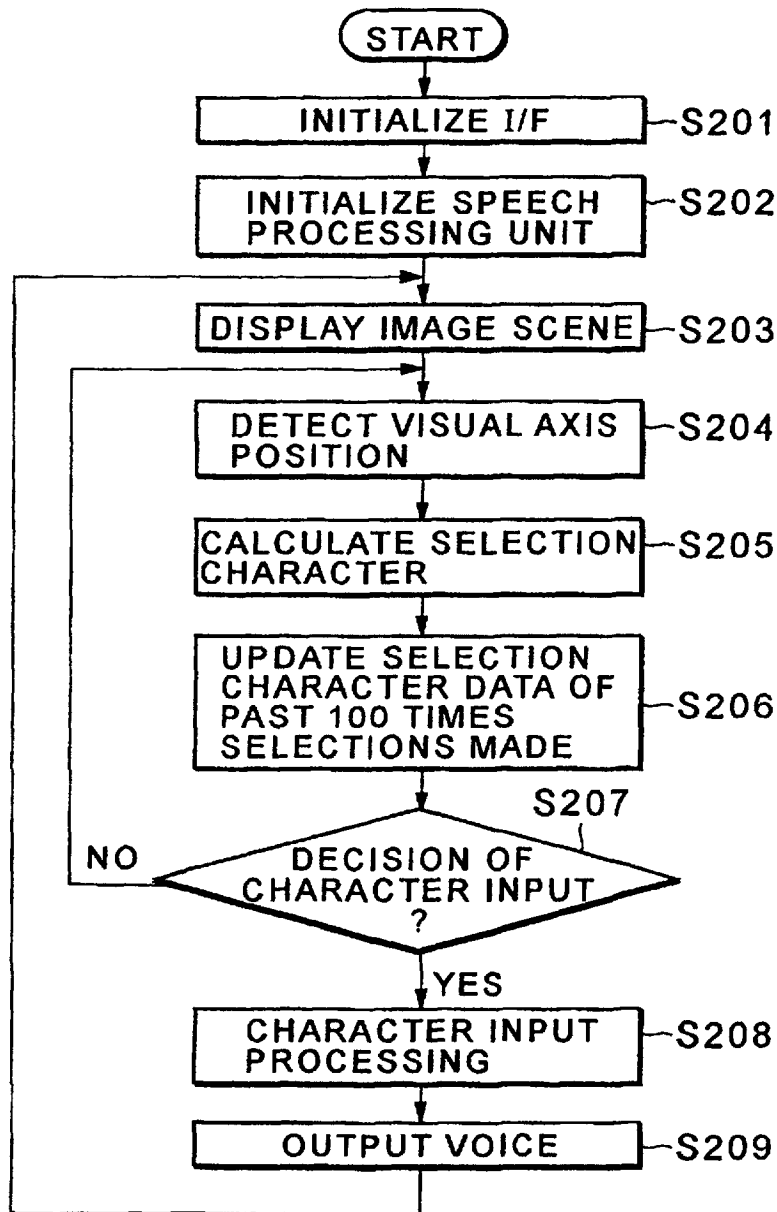 START
INITIALIZE I/F
S201
INITIALIZE SPEECH
PROCESSING UNIT
S202
DISPLAY IMAGE SCENE
S203
DETECT VISUAL AXIS
POSITION
S204
CALCULATE SELECTION
CHARACTER
S205
UPDATE SELECTION
CHARACTER DATA OF
PAST 100 TIMES
SELECTIONS MADE
S206
S207
NO
DECISION OF
CHARACTER INPUT
?
YES
CHARACTER INPUT
PROCESSING
S208
OUTPUT VOICE
S209